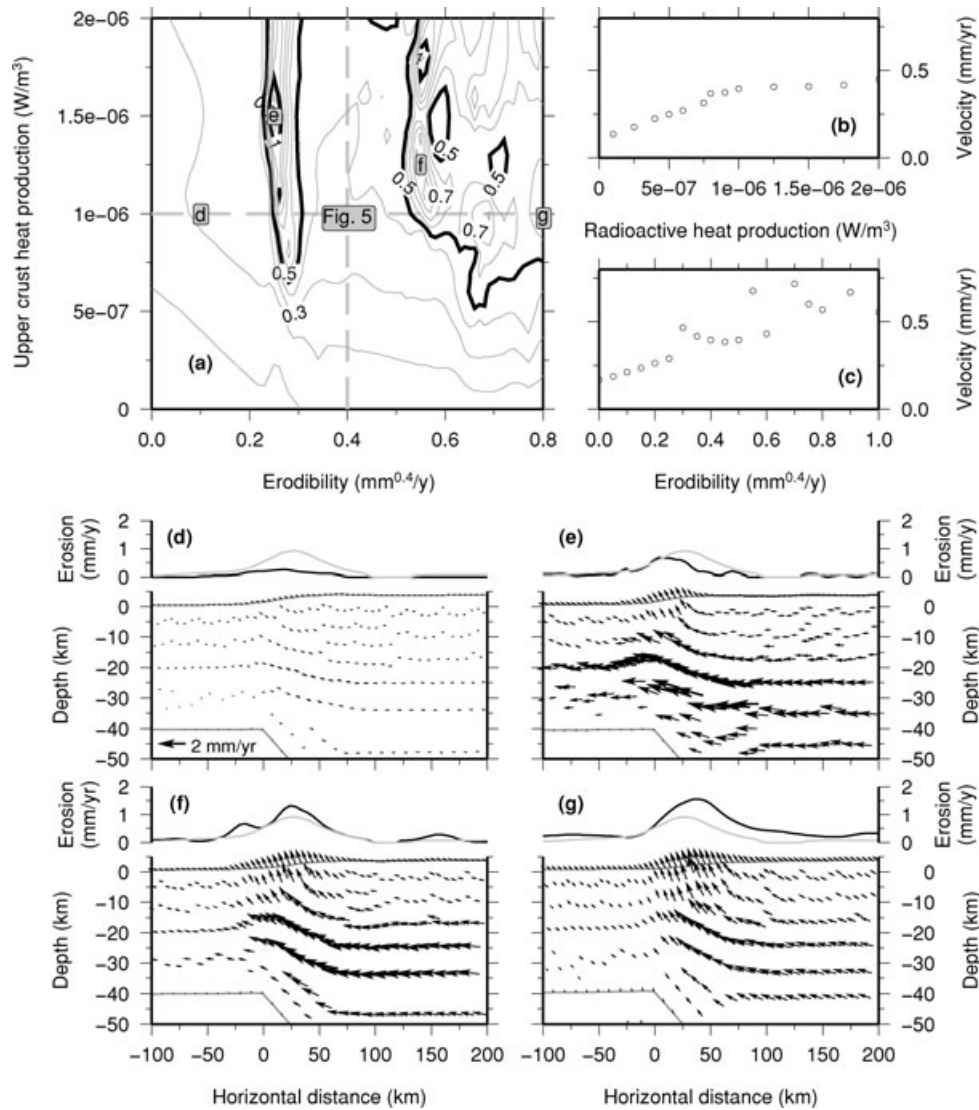 Upper crust heat production (W/m³)
2e−06
1.5e−06
1e−06
5e−07
0
e
1
1
f
d
Fig. 5
g
0.5
0.7
0.5
0.5
0.7
0.5
0.3
(a)
0.0 0.2 0.4 0.6 0.8
Erodibility (mm^0.4/y)
(b)
0.5
0.0
Velocity (mm/yr)
0 5e−07 1e−06 1.5e−06 2e−06
Radioactive heat production (W/m³)
(c)
0.5
0.0
Velocity (mm/yr)
0.0 0.2 0.4 0.6 0.8 1.0
Erodibility (mm^0.4/y)
(d)
Erosion
(mm/y)
2
1
0
Depth (km)
0
−10
−20
−30
−40
−50
2 mm/yr
(e)
2
1
0
Erosion
(mm/y)
0
−10
−20
−30
−40
−50
Depth (km)
(f)
Erosion
(mm/yr)
2
1
0
Depth (km)
0
−10
−20
−30
−40
−50
−100 −50 0 50 100 150 200
Horizontal distance (km)
(g)
2
1
0
Erosion
(mm/yr)
0
−10
−20
−30
−40
−50
Depth (km)
−100 −50 0 50 100 150 200
Horizontal distance (km)